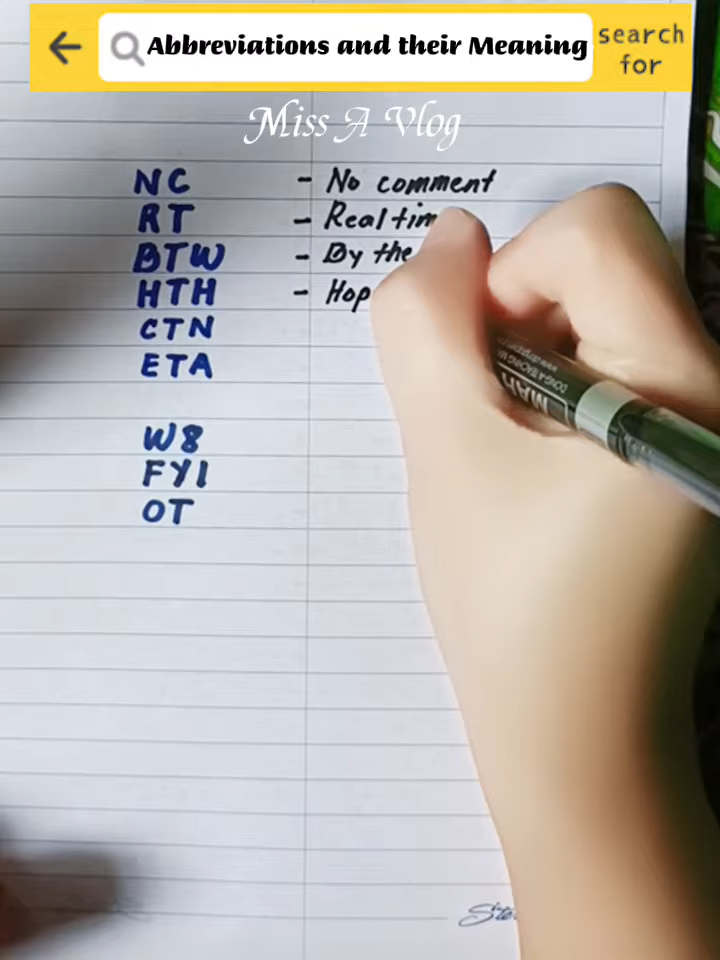 Abbreviations and their Meaning
search
for
Miss A Vlog
NC - No comment
RT - Real tim
BTW - By the
HTH - Hop
CTN
ETA
W8
FYI
OT